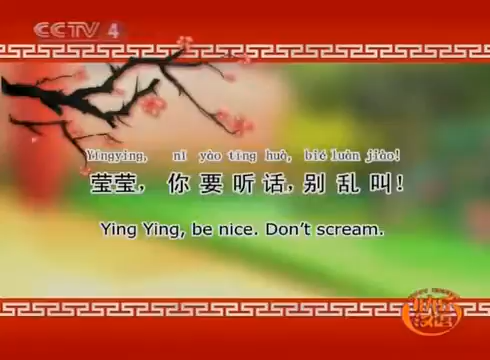 CCTV 4
Yíngyíng, nǐ yào tīng huà, bié luàn jiào!
莹莹，你要听话，别乱叫！
Ying Ying, be nice. Don't scream.